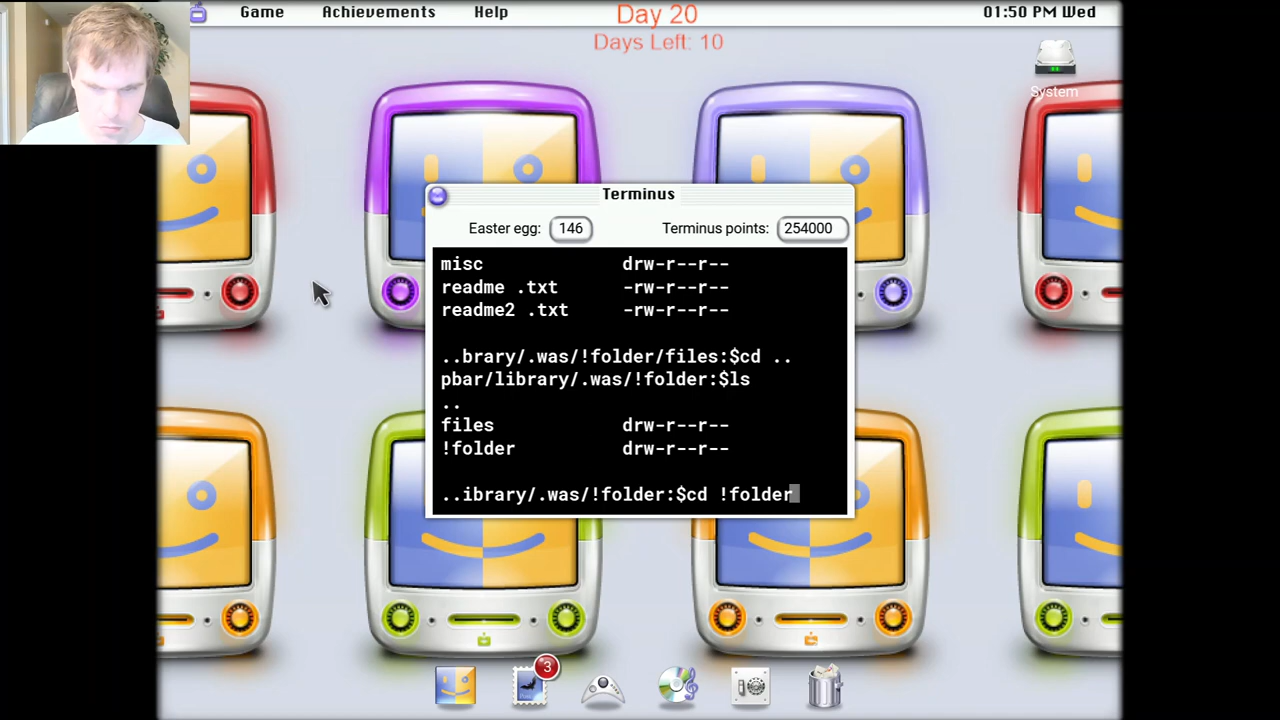 Game Achievements Help Day 20 01:50 PM Wed
Days Left: 10
System
Terminus
Easter egg: 146 Terminus points: 254000
misc drw-r--r--
readme .txt -rw-r--r--
readme2 .txt -rw-r--r--
..brary/.was/!folder/files:$cd ..
pbar/library/.was/!folder:$ls
..
files drw-r--r--
!folder drw-r--r--
..ibrary/.was/!folder:$cd !folder
3